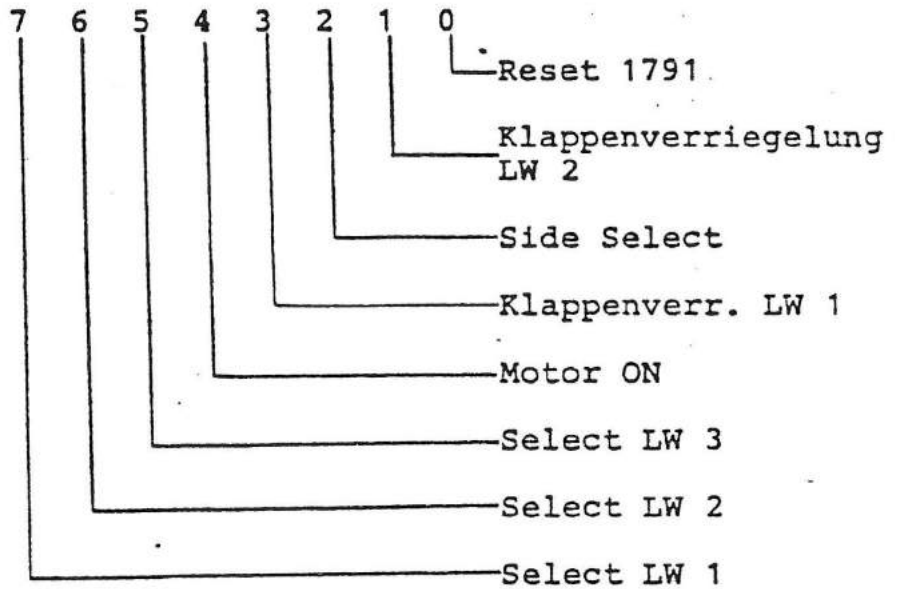 7 6 5 4 3 2 1 0
Reset 1791
Klappenverriegelung
LW 2
Side Select
Klappenverr. LW 1
Motor ON
Select LW 3
Select LW 2
Select LW 1